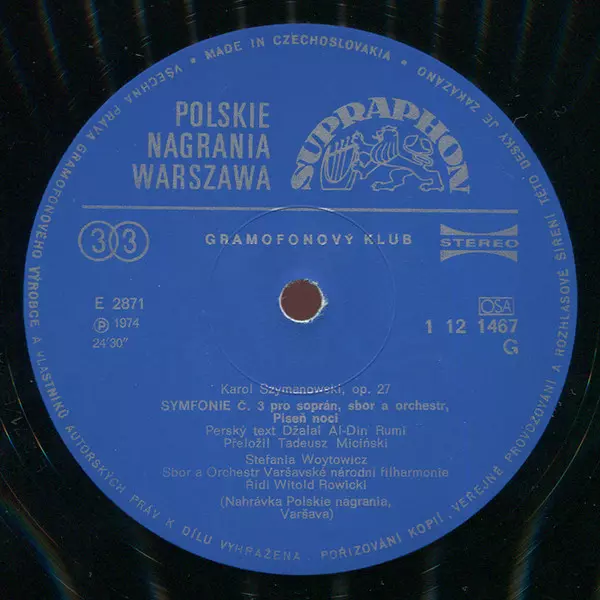 VŠECHNA PRÁVA GRAMOFONOVÉHO VÝROBCE A VLASTNÍKŮ AUTORSKÝCH PRÁV K DÍLU VYHRAŽENA. POŘIZOVÁNÍ KOPIÍ, VEŘEJNÉ PROVOZOVÁNÍ A ROZHLASOVÉ ŠÍŘENÍ TÉTO DESKY JE ZAKÁZÁNO
• MADE IN CZECHOSLOVAKIA •
POLSKIE
NAGRANIA
WARSZAWA
SUPRAPHON
33
GRAMOFONOVÝ KLUB
STEREO
E 2871
Ⓟ 1974
24'30"
OSA
1 12 1467
G
Karol Szymanowski, op. 27
SYMFONIE Č. 3 pro soprán, sbor a orchestr,
Píseň noci
Perský text Džalal Al-Din Rumi
Přeložil Tadeusz Miciński
Stefania Woytowicz
Sbor a Orchestr Varšavské národní filharmonie
Řídí Witold Rowicki
(Nahrávka Polskie nagrania,
Varšava)